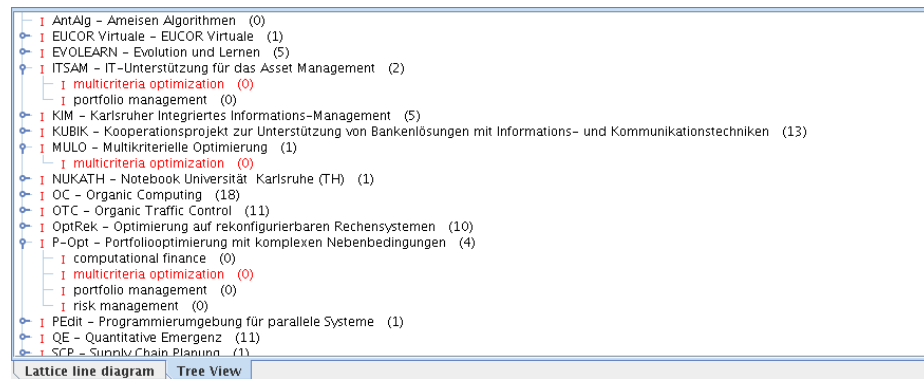 AntAlg – Ameisen Algorithmen (0)
EUCOR Virtuale – EUCOR Virtuale (1)
EVOLEARN – Evolution und Lernen (5)
ITSAM – IT-Unterstützung für das Asset Management (2)
multicriteria optimization (0)
portfolio management (0)
KIM – Karlsruher Integriertes Informations-Management (5)
KUBIK – Kooperationsprojekt zur Unterstützung von Bankenlösungen mit Informations- und Kommunikationstechniken (13)
MULO – Multikriterielle Optimierung (1)
multicriteria optimization (0)
NUKATH – Notebook Universität Karlsruhe (TH) (1)
OC – Organic Computing (18)
OTC – Organic Traffic Control (11)
OptRek – Optimierung auf rekonfigurierbaren Rechensystemen (10)
P-Opt – Portfoliooptimierung mit komplexen Nebenbedingungen (4)
computational finance (0)
multicriteria optimization (0)
portfolio management (0)
risk management (0)
PEdit – Programmierumgebung für parallele Systeme (1)
QE – Quantitative Emergenz (11)
SCP – Supply Chain Planung (1)
Lattice line diagram Tree View